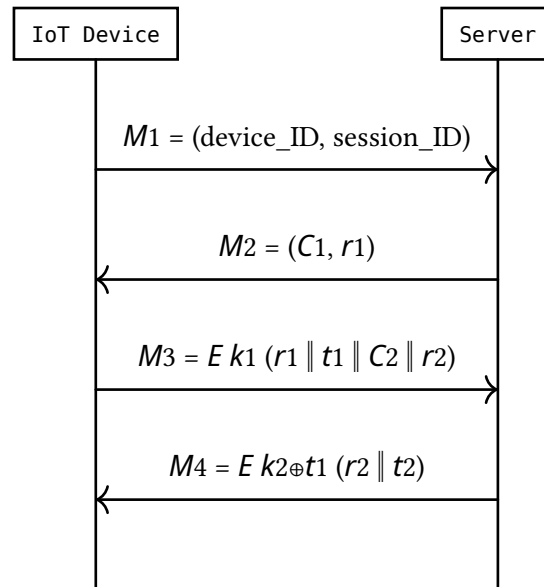 IoT Device
Server
M1 = (device_ID, session_ID)
M2 = (C1, r1)
M3 = E k1 (r1 ‖ t1 ‖ C2 ‖ r2)
M4 = E k2⊕t1 (r2 ‖ t2)